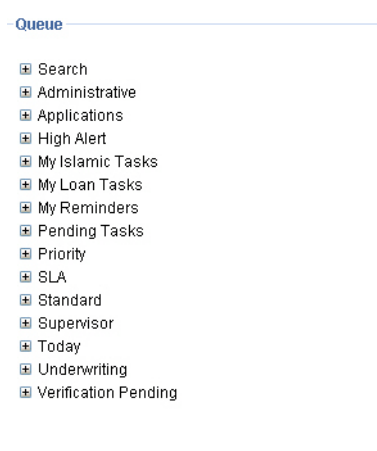 Queue
Search
Administrative
Applications
High Alert
My Islamic Tasks
My Loan Tasks
My Reminders
Pending Tasks
Priority
SLA
Standard
Supervisor
Today
Underwriting
Verification Pending